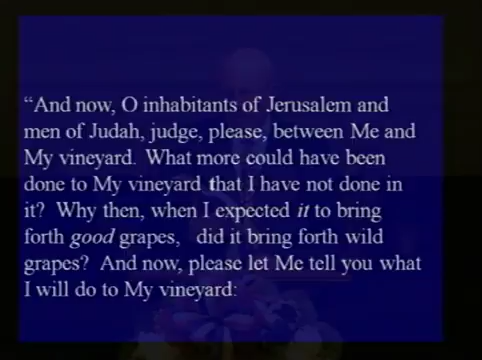 “And now, O inhabitants of Jerusalem and
men of Judah, judge, please, between Me and
My vineyard. What more could have been
done to My vineyard that I have not done in
it? Why then, when I expected it to bring
forth good grapes, did it bring forth wild
grapes? And now, please let Me tell you what
I will do to My vineyard: